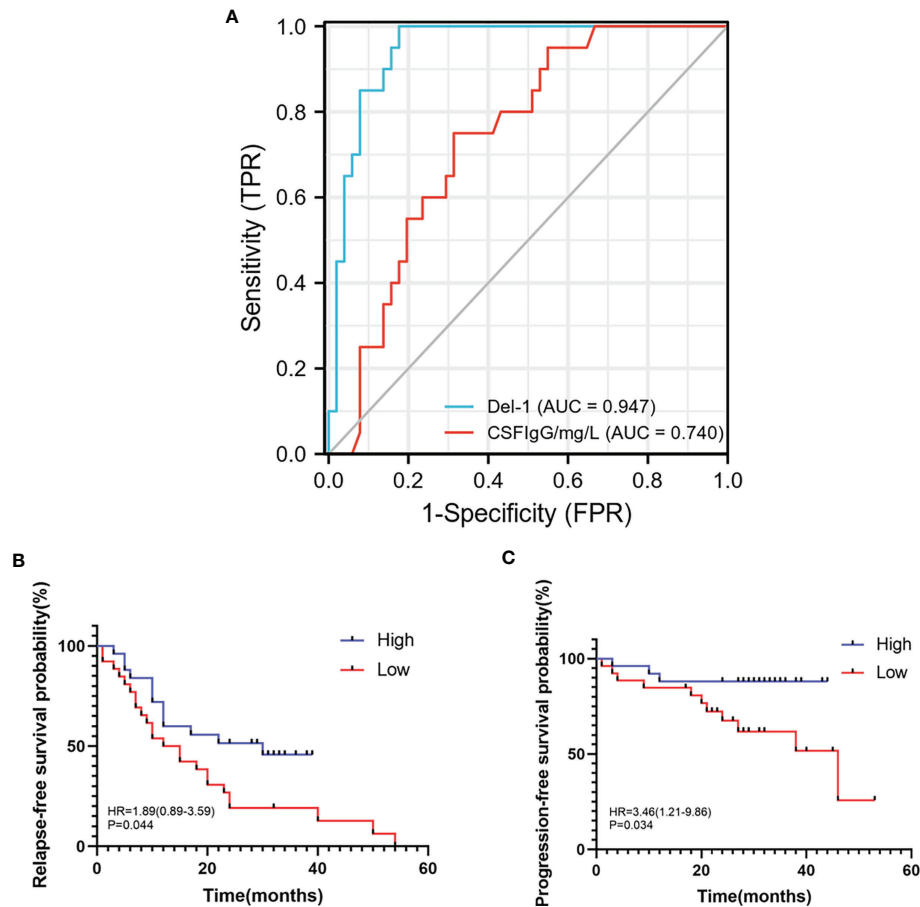 A
Sensitivity (TPR)
1.0
0.8
0.6
0.4
0.2
0.0
Del-1 (AUC = 0.947)
CSFIgG/mg/L (AUC = 0.740)
0.0 0.2 0.4 0.6 0.8 1.0
1-Specificity (FPR)
B
Relapse-free survival probability(%)
100
50
0
High
Low
HR=1.89(0.89-3.59)
P=0.044
0 20 40 60
Time(months)
C
Progression-free survival probability(%)
100
50
0
High
Low
HR=3.46(1.21-9.86)
P=0.034
0 20 40 60
Time(months)